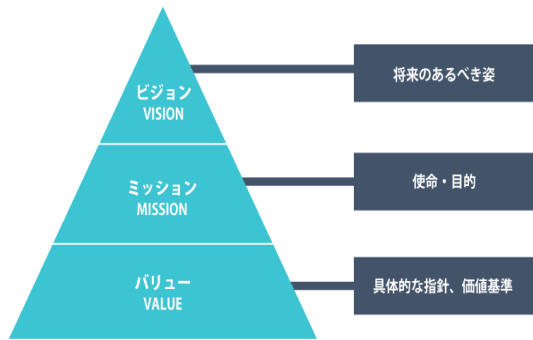 ビジョン
VISION
将来のあるべき姿
ミッション
MISSION
使命・目的
バリュー
VALUE
具体的な指針、価値基準